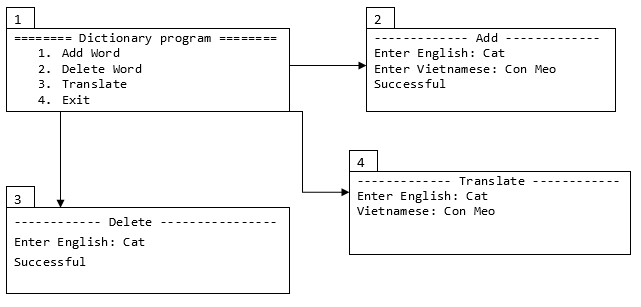 1
======== Dictionary program ========
1. Add Word
2. Delete Word
3. Translate
4. Exit
2
------------- Add -------------
Enter English: Cat
Enter Vietnamese: Con Meo
Successful
3
------------ Delete ----------------
Enter English: Cat
Successful
4
------------- Translate ------------
Enter English: Cat
Vietnamese: Con Meo